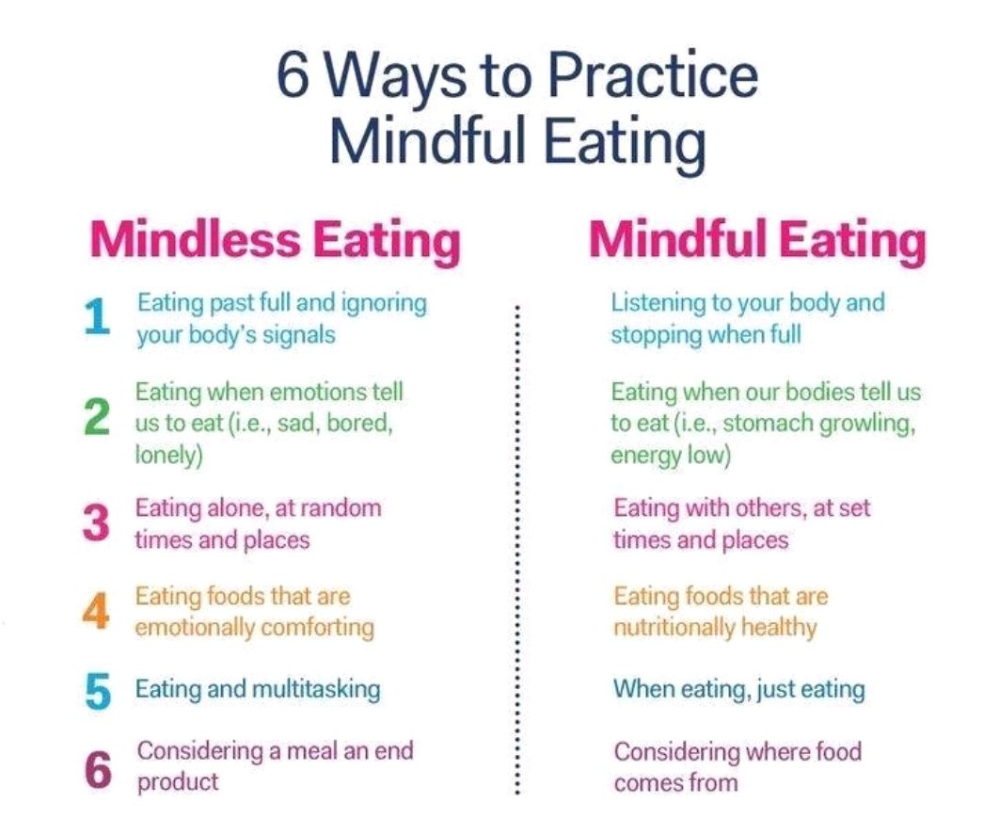 6 Ways to Practice
Mindful Eating
Mindless Eating
Mindful Eating
1
Eating past full and ignoring
your body's signals
Listening to your body and
stopping when full
2
Eating when emotions tell
us to eat (i.e., sad, bored,
lonely)
Eating when our bodies tell us
to eat (i.e., stomach growling,
energy low)
3
Eating alone, at random
times and places
Eating with others, at set
times and places
4
Eating foods that are
emotionally comforting
Eating foods that are
nutritionally healthy
5
Eating and multitasking
When eating, just eating
6
Considering a meal an end
product
Considering where food
comes from